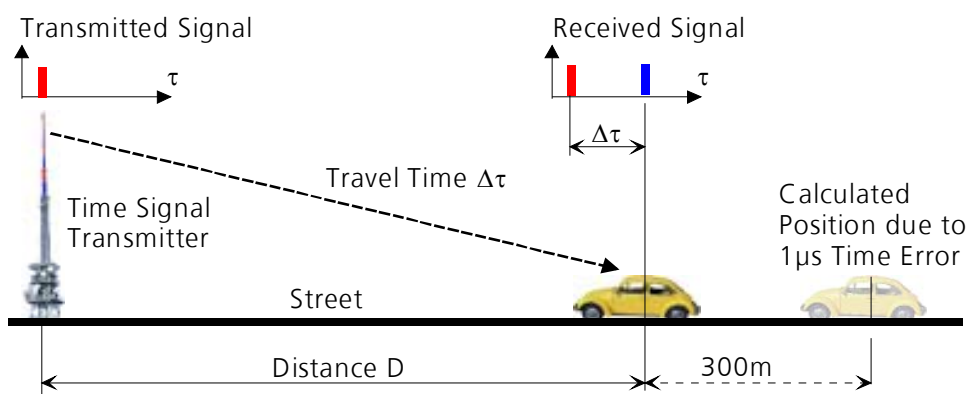 Transmitted Signal
τ
Received Signal
τ
Δτ
Travel Time Δτ
Time Signal
Transmitter
Calculated
Position due to
1µs Time Error
Street
Distance D
300m